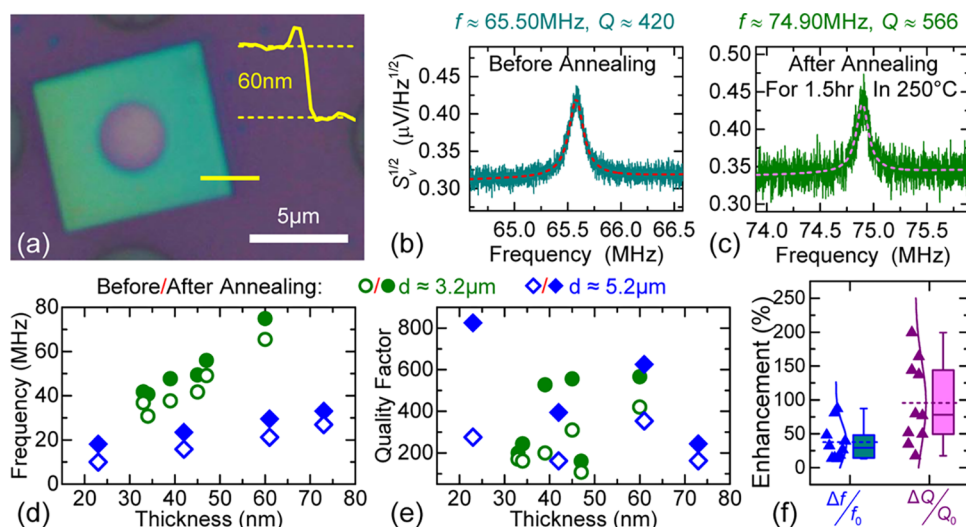 f ≈ 65.50MHz, Q ≈ 420
f ≈ 74.90MHz, Q ≈ 566
60nm
5μm
(a)
Before Annealing
0.45
0.40
0.35
0.30
S_v^1/2 (μV/Hz^1/2)
65.0 65.5 66.0 66.5
Frequency (MHz)
(b)
After Annealing
For 1.5hr In 250°C
0.50
0.45
0.40
0.35
0.30
74.0 74.5 75.0 75.5
Frequency (MHz)
(c)
Before/After Annealing: / d ≈ 3.2μm / d ≈ 5.2μm
80
60
40
20
0
Frequency (MHz)
20 30 40 50 60 70 80
Thickness (nm)
(d)
800
600
400
200
0
Quality Factor
20 30 40 50 60 70 80
Thickness (nm)
(e)
250
200
150
100
50
0
Enhancement (%)
Δf/f₀ ΔQ/Q₀
(f)